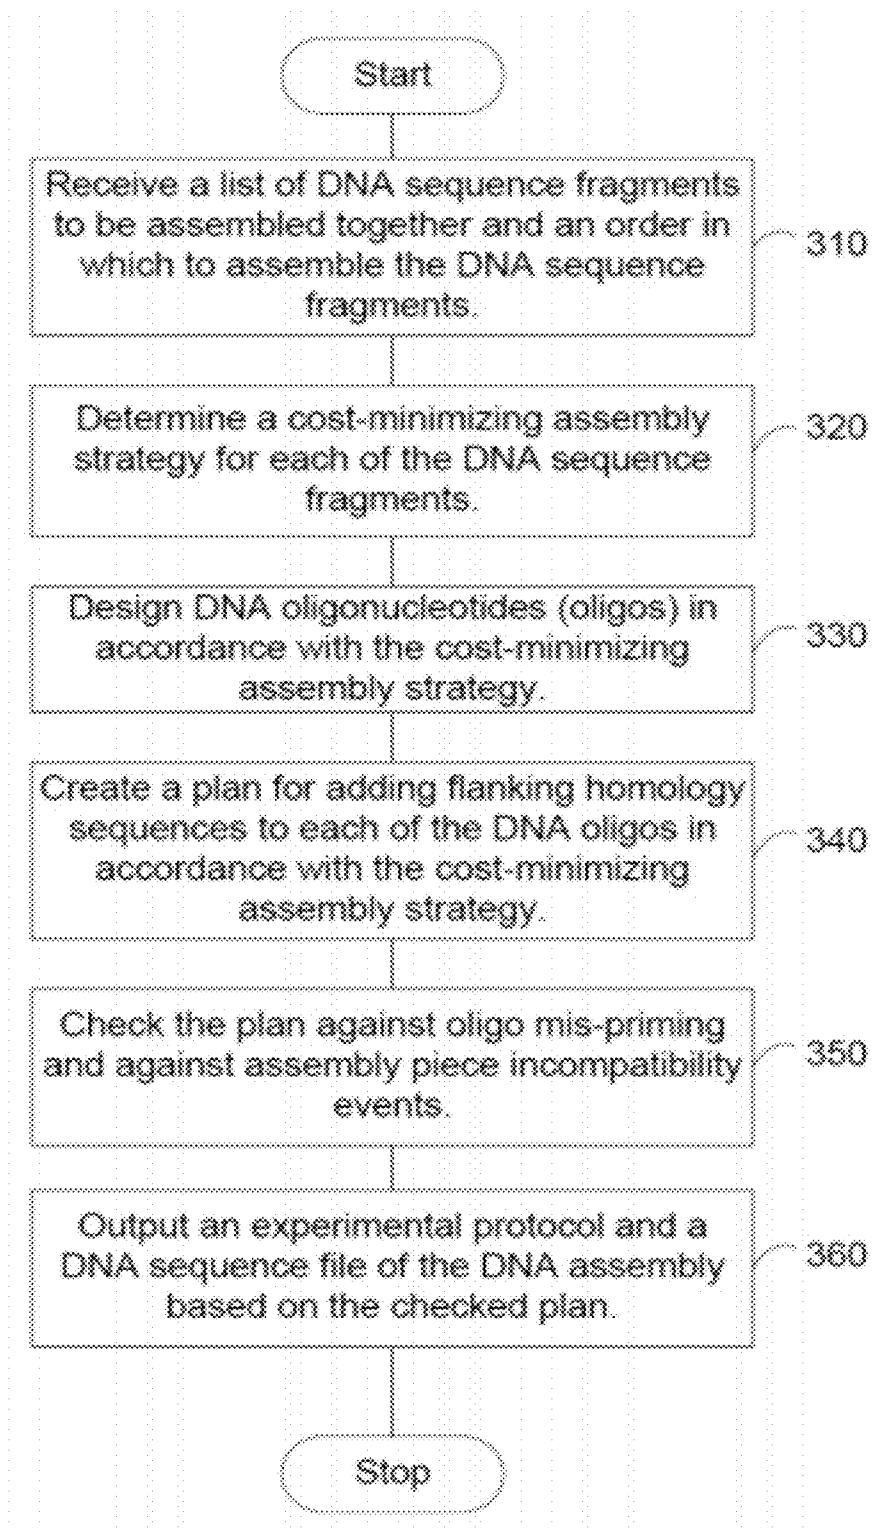 Start
Receive a list of DNA sequence fragments
to be assembled together and an order in
which to assemble the DNA sequence
fragments.
310
Determine a cost-minimizing assembly
strategy for each of the DNA sequence
fragments.
320
Design DNA oligonucleotides (oligos) in
accordance with the cost-minimizing
assembly strategy.
330
Create a plan for adding flanking homology
sequences to each of the DNA oligos in
accordance with the cost-minimizing
assembly strategy.
340
Check the plan against oligo mis-priming
and against assembly piece incompatibility
events.
350
Output an experimental protocol and a
DNA sequence file of the DNA assembly
based on the checked plan.
360
Stop